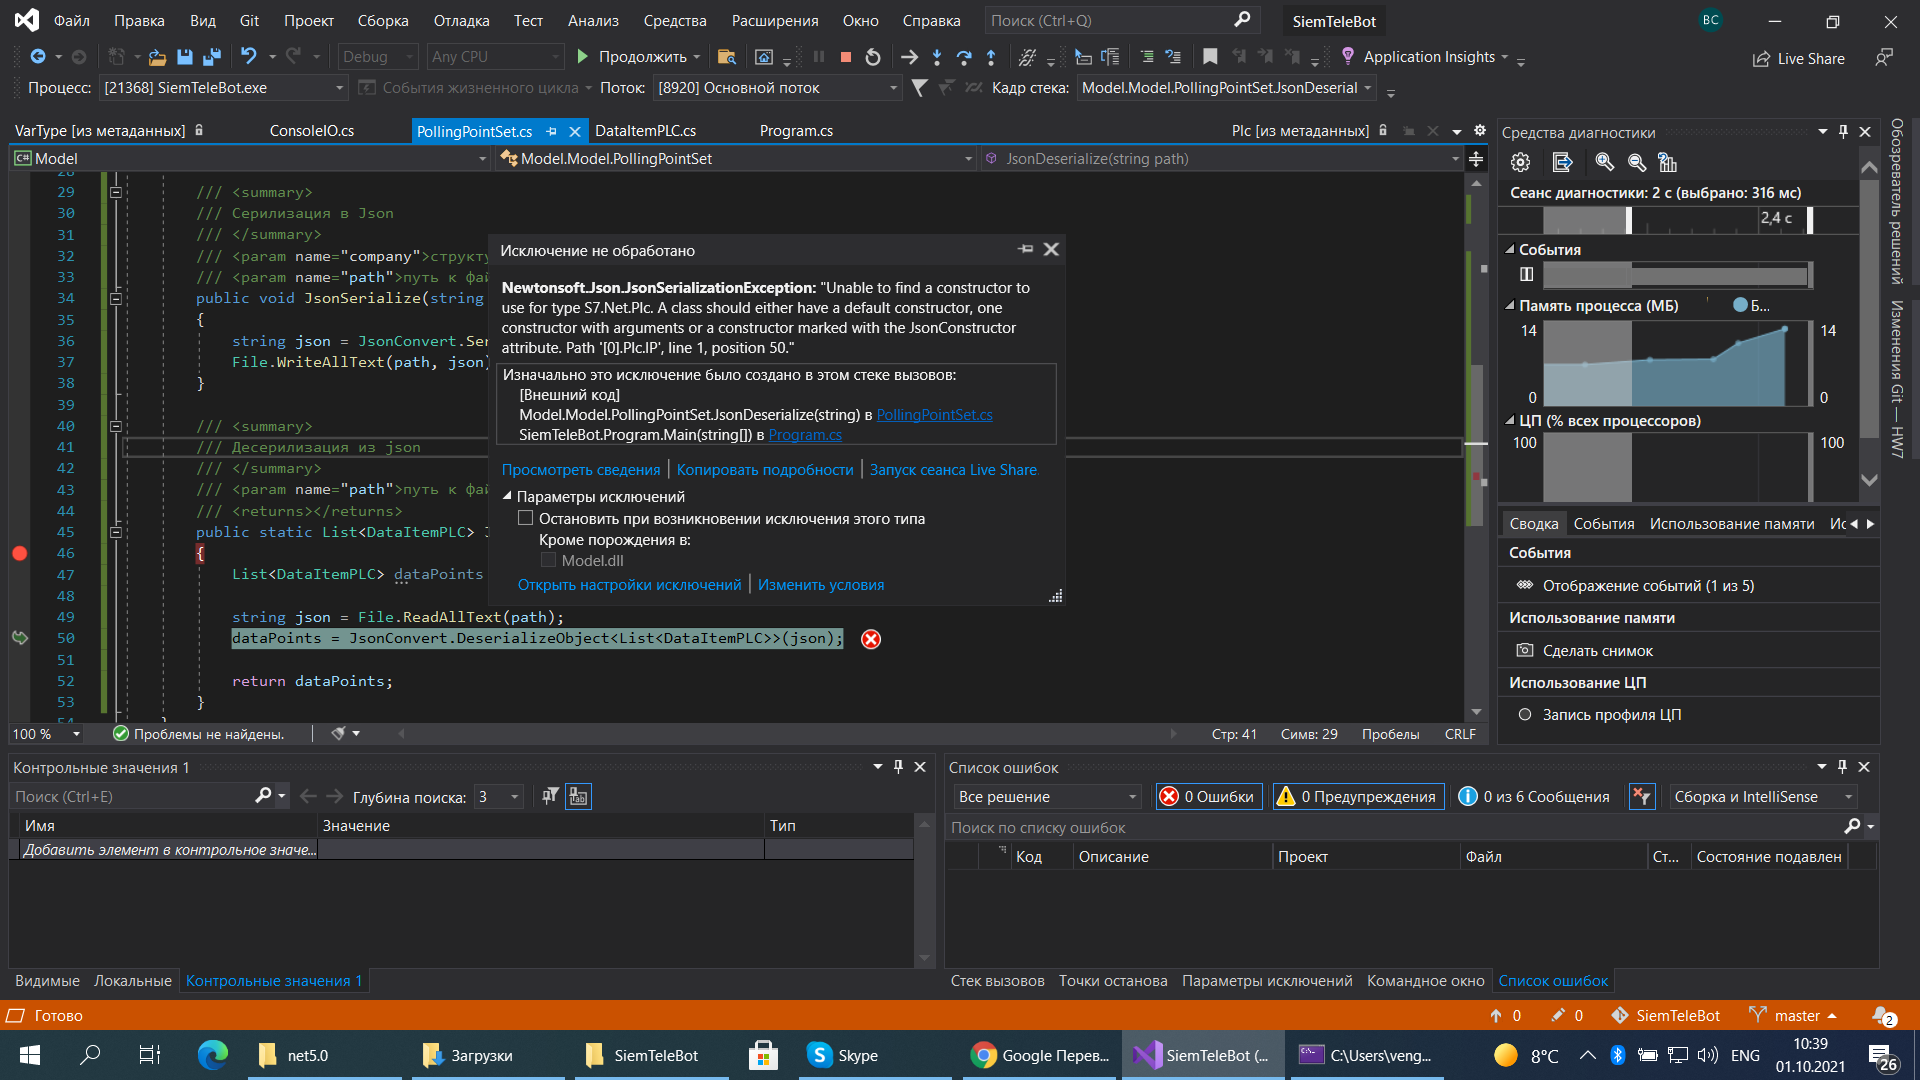 Файл Правка Вид Git Проект Сборка Отладка Тест Анализ Средства Расширения Окно Справка Поиск (Ctrl+Q) SiemTeleBot ВС
Debug Any CPU Продолжить Application Insights Live Share
Процесс: [21368] SiemTeleBot.exe События жизненного цикла Поток: [8920] Основной поток Кадр стека: Model.Model.PollingPointSet.JsonDeserial
VarType [из метаданных] ConsoleIO.cs PollingPointSet.cs DataItemPLC.cs Program.cs Plc [из метаданных]
Model Model.Model.PollingPointSet JsonDeserialize(string path)
28
29 /// <summary>
30 /// Серилизация в Json
31 /// </summary>
32 /// <param name="company">структу
33 /// <param name="path">путь к фай
34 public void JsonSerialize(string
35 {
36 string json = JsonConvert.Ser
37 File.WriteAllText(path, json)
38 }
39
40 /// <summary>
41 /// Десерилизация из json
42 /// </summary>
43 /// <param name="path">путь к фай
44 /// <returns></returns>
45 public static List<DataItemPLC> J
46 {
47 List<DataItemPLC> dataPoints
48
49 string json = File.ReadAllText(path);
50 dataPoints = JsonConvert.DeserializeObject<List<DataItemPLC>>(json);
51
52 return dataPoints;
53 }
54 }
Исключение не обработано
Newtonsoft.Json.JsonSerializationException: "Unable to find a constructor to
use for type S7.Net.Plc. A class should either have a default constructor, one
constructor with arguments or a constructor marked with the JsonConstructor
attribute. Path '[0].Plc.IP', line 1, position 50."
Изначально это исключение было создано в этом стеке вызовов:
[Внешний код]
Model.Model.PollingPointSet.JsonDeserialize(string) в PollingPointSet.cs
SiemTeleBot.Program.Main(string[]) в Program.cs
Просмотреть сведения | Копировать подробности | Запуск сеанса Live Share
Параметры исключений
Остановить при возникновении исключения этого типа
Кроме порождения в:
Model.dll
Открыть настройки исключений | Изменить условия
100 % Проблемы не найдены. Стр: 41 Симв: 29 Пробелы CRLF
Средства диагностики
Сеанс диагностики: 2 с (выбрано: 316 мс)
2,4 с
События
Память процесса (МБ) Б...
14 14
0 0
ЦП (% всех процессоров)
100 100
Сводка События Использование памяти Ис
События
Отображение событий (1 из 5)
Использование памяти
Сделать снимок
Использование ЦП
Запись профиля ЦП
Обозреватель решений
Изменения Git — HW7
Контрольные значения 1
Поиск (Ctrl+E) Глубина поиска: 3
Имя Значение Тип
Добавить элемент в контрольное значе...
Видимые Локальные Контрольные значения 1
Список ошибок
Все решение 0 Ошибки 0 Предупреждения 0 из 6 Сообщения Сборка и IntelliSense
Поиск по списку ошибок
Код Описание Проект Файл Ст... Состояние подавлен
Стек вызовов Точки останова Параметры исключений Командное окно Список ошибок
Готово 0 0 SiemTeleBot master 2
net5.0 Загрузки SiemTeleBot Skype Google Перев... SiemTeleBot (... C:\Users\veng... 8°C ENG 10:39
01.10.2021 26